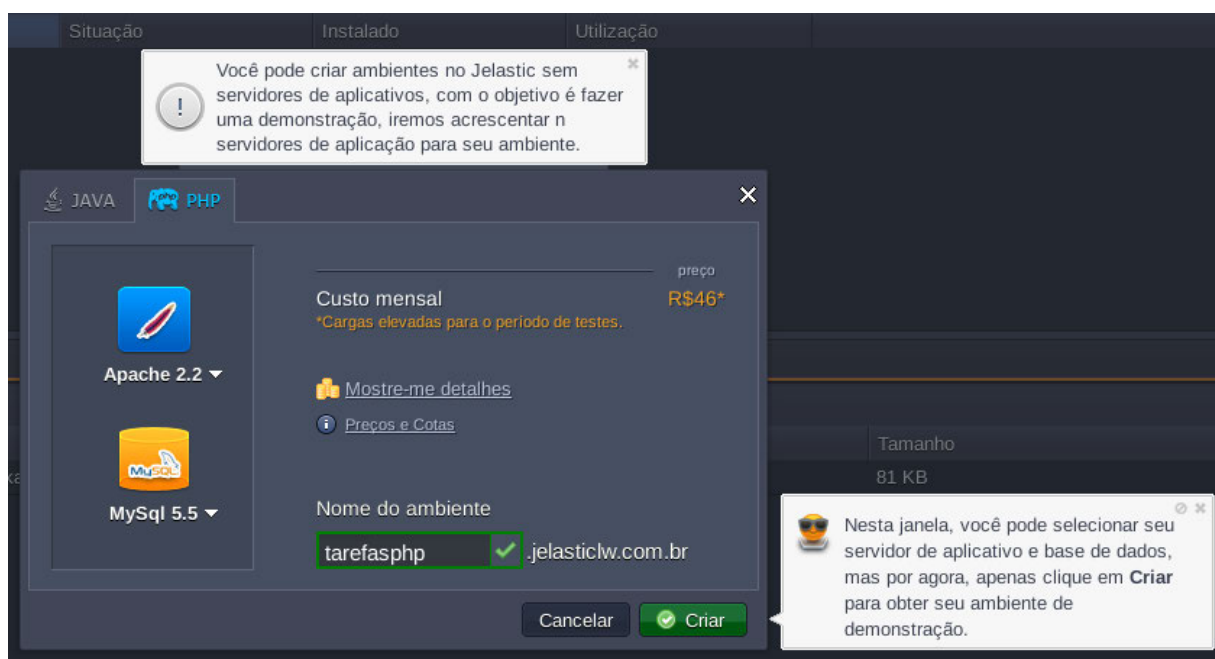 Situação Instalado Utilização
Você pode criar ambientes no Jelastic sem
servidores de aplicativos, com o objetivo é fazer
uma demonstração, iremos acrescentar n
servidores de aplicação para seu ambiente.
JAVA php PHP
preço
Custo mensal R$46*
*Cargas elevadas para o período de testes.
Apache 2.2
Mostre-me detalhes
Preços e Cotas
MySQL
MySql 5.5
Nome do ambiente
tarefasphp .jelasticlw.com.br
Cancelar Criar
Tamanho
81 KB
Nesta janela, você pode selecionar seu
servidor de aplicativo e base de dados,
mas por agora, apenas clique em Criar
para obter seu ambiente de
demonstração.